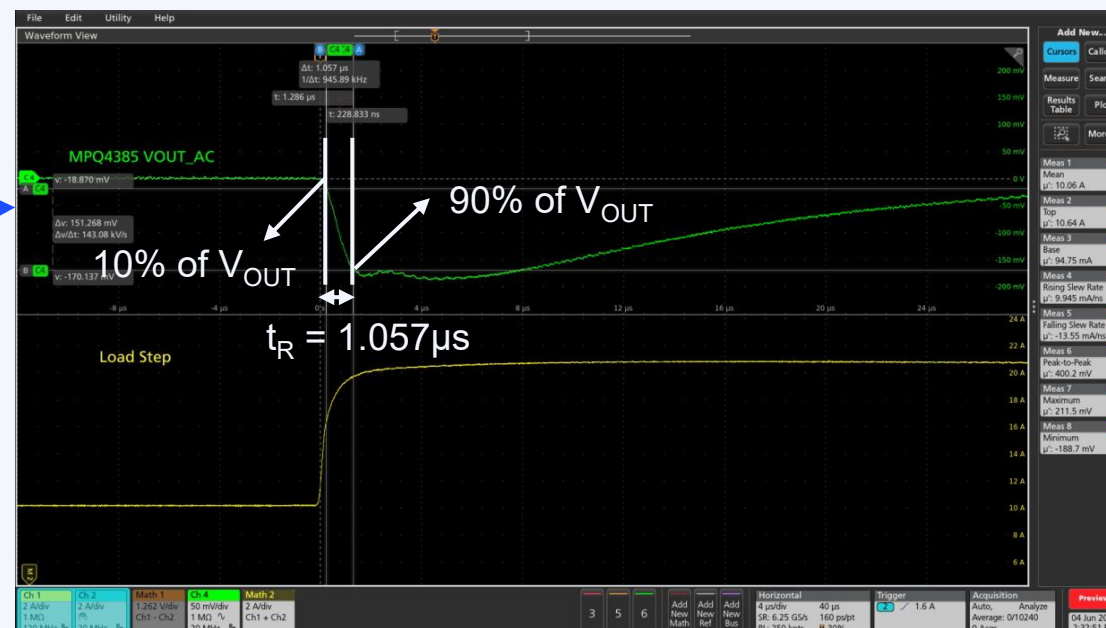 File Edit Utility Help
Waveform View
Add New...
Cursors
Measure
Results
Table
B C4 C4 A
Δt: 1.057 µs
1/Δt: 945.89 kHz
t: 1.286 µs
t: 228.833 ns
200 mV
150 mV
100 mV
50 mV
0 V
-50 mV
-100 mV
-150 mV
-200 mV
MPQ4385 VOUT_AC
C4
A C4
v: -18.870 mV
Δv: 151.268 mV
Δv/Δt: 143.08 kV/s
B C4
v: -170.137 mV
10% of VOUT
90% of VOUT
tR = 1.057µs
-8 µs -4 µs 0 s 4 µs 8 µs 12 µs 16 µs 20 µs 24 µs
Load Step
24 A
22 A
20 A
18 A
16 A
14 A
12 A
10 A
8 A
6 A
Meas 1
Mean
µ': 10.06 A
Meas 2
Top
µ': 10.64 A
Meas 3
Base
µ': 94.75 mA
Meas 4
Rising Slew Rate
µ': 9.945 mA/ns
Meas 5
Falling Slew Rate
µ': -13.55 mA/ns
Meas 6
Peak-to-Peak
µ': 400.2 mV
Meas 7
Maximum
µ': 211.5 mV
Meas 8
Minimum
µ': -188.7 mV
Ch 1
2 A/div
1 MΩ
Ch 2
2 A/div
Math 1
1.262 V/div
Ch1 - Ch2
Ch 4
50 mV/div
1 MΩ
Math 2
2 A/div
Ch1 + Ch2
3 5 6
Add
New
Math
Add
New
Ref
Add
New
Bus
Horizontal
4 µs/div 40 µs
SR: 6.25 GS/s 160 ps/pt
Trigger
2 1.6 A
Acquisition
Auto, Analyze
Average: 0/10240
Preview